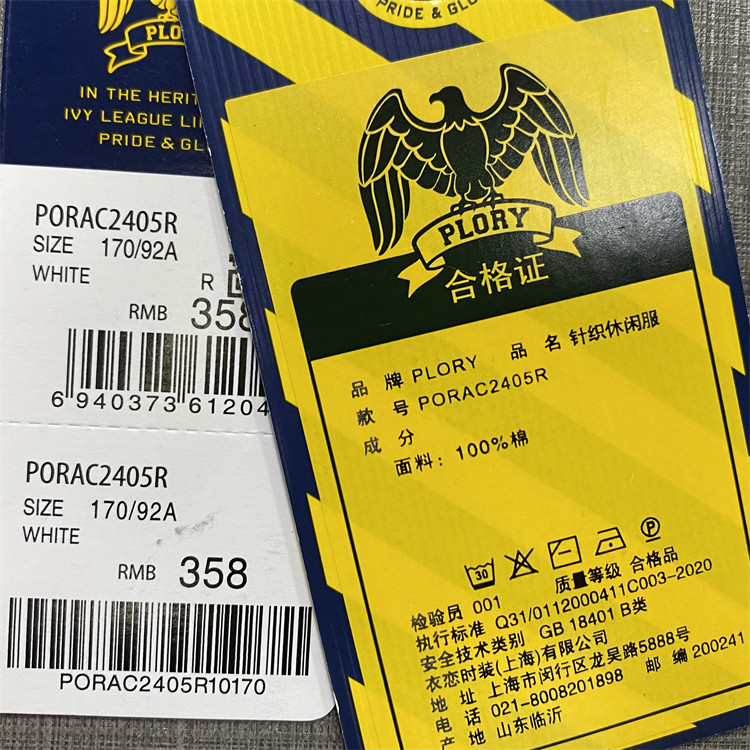 PLORY
IN THE HERIT
IVY LEAGUE LI
PRIDE & GL
PORAC2405R
SIZE 170/92A
WHITE
R
RMB 358
6 940373 61204
PORAC2405R
SIZE 170/92A
WHITE
RMB 358
PORAC2405R10170
PRIDE & GLO
PLORY
合格证
品 牌 PLORY 品 名 针织休闲服
款 号 PORAC2405R
成 分
面料: 100%棉
30
P
检验员 001 质量等级 合格品
执行标准 Q31/0112000411C003-2020
安全技术类别 GB 18401 B类
衣恋时装(上海)有限公司
地 址 上海市闵行区龙吴路5888号
电 话 021-8008201898 邮 编 200241
产 地 山东临沂